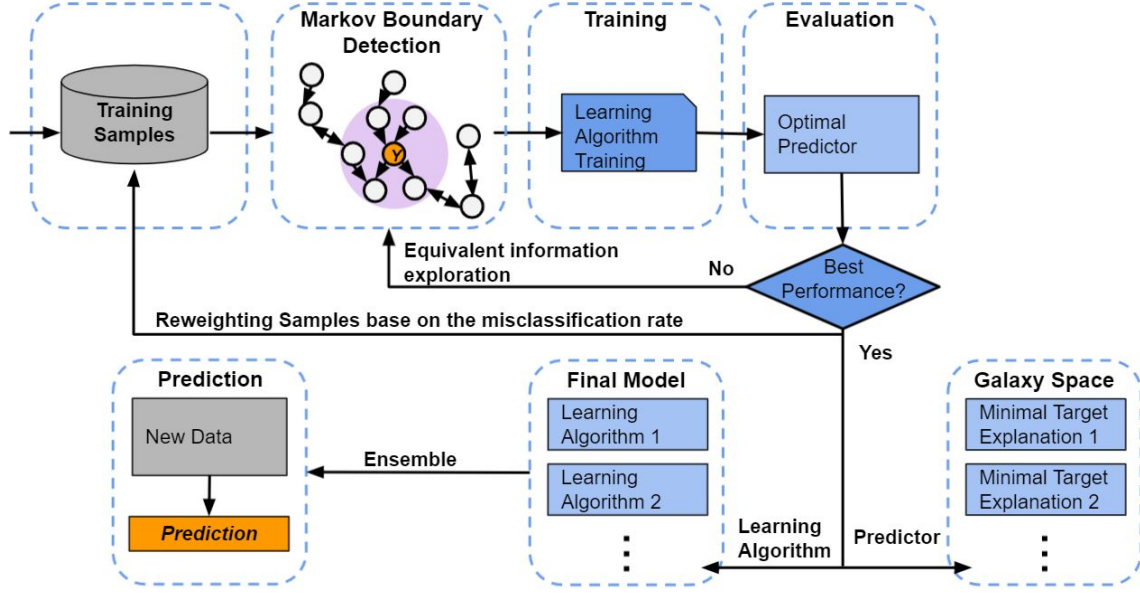 Markov Boundary
Detection
Training
Evaluation
Training
Samples
Y
Learning
Algorithm
Training
Optimal
Predictor
Equivalent information
exploration
No
Best
Performance?
Reweighting Samples base on the misclassification rate
Yes
Prediction
New Data
Prediction
Ensemble
Final Model
Learning
Algorithm 1
Learning
Algorithm 2
Learning
Algorithm
Predictor
Galaxy Space
Minimal Target
Explanation 1
Minimal Target
Explanation 2